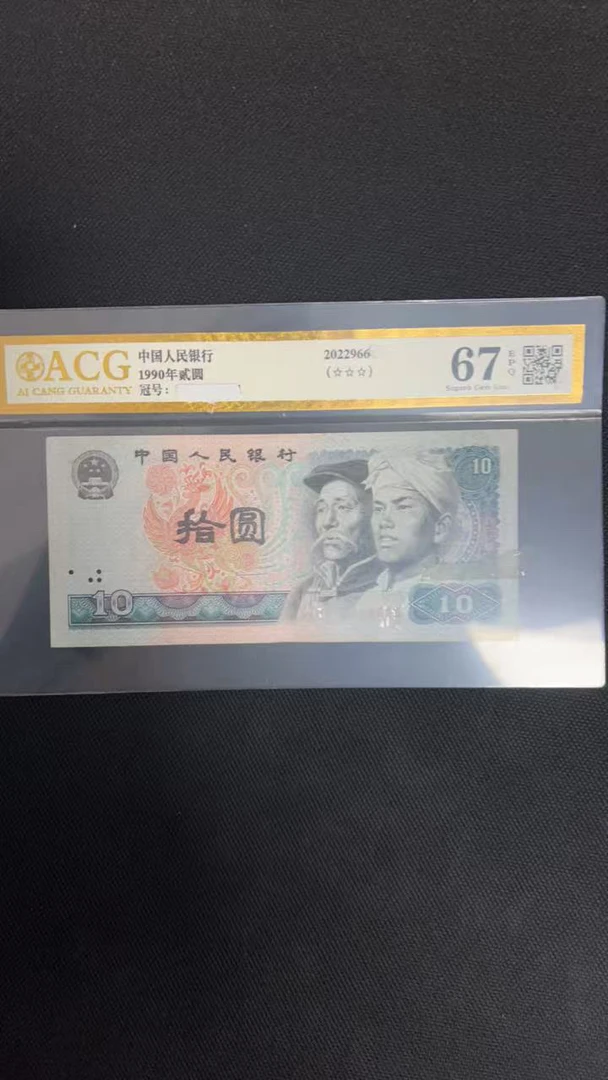 ACG
AI CANG GUARANTY
中国人民银行
1990年贰圆
冠号:
2022966
(☆☆☆)
67
EPQ
中国人民银行
10
拾圆
10
10